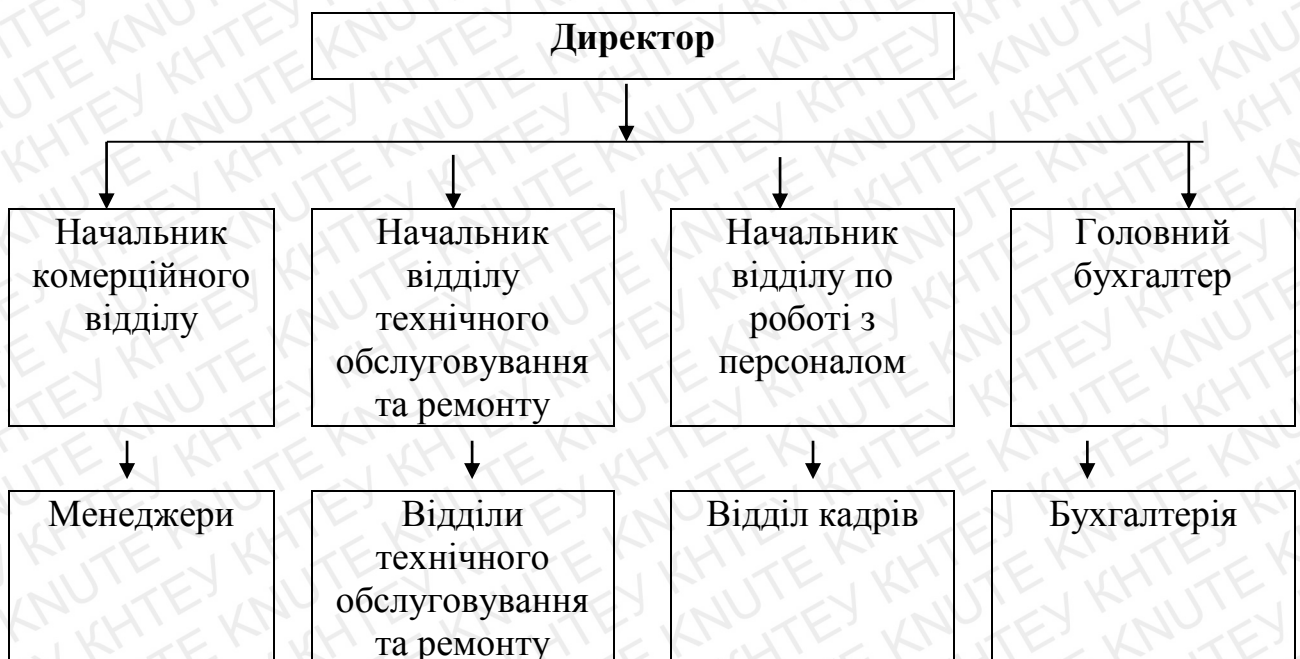 Директор
Начальник
комерційного
відділу
Начальник
відділу
технічного
обслуговування
та ремонту
Начальник
відділу по
роботі з
персоналом
Головний
бухгалтер
Менеджери
Відділи
технічного
обслуговування
та ремонту
Відділ кадрів
Бухгалтерія